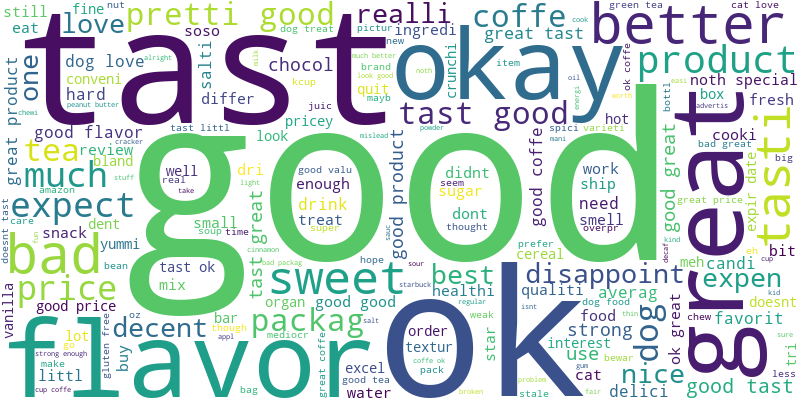 still
fine
nut
pretti good
realli
coffe
cook
green tea
cat love
eat
love
dog treat
soso
pictur
ingredi
great tast
better
tast
okay
alright
new
item
oil
ok coffe
one
dog love
salti
much better
brand
look good
noth
crunchi
product
conveni
chocol
kcup
quit
mayb
energi
worth
easi
noth special
great product
hard
differ
milk
tast good
bottl
advertis
box
fresh
peanut butter
juic
chewi
good flavor
tast littl
pricey
hot
bad great
cooki
cracker
look
mislead
powder
spici
varieti
mani
tea
review
bland
good
well
real
take
good valu
enough
drink
treat
super
good product
didnt
seem
sugar
dont
thought
good coffe
work
ship
need
smell
overpr
good great
great
tasti
expir date
big
much
stuff
dri
light
great price
amazon
expect
small
kind
doesnt tast
care
dent
soup
time
tast great
fun
snack
yummi
cinnamon
bad packag
hope
sauc
prefer
cereal
decaf
meh
eh
bit
cup
bad
bean
tast ok
mix
sweet
sour
starbuck
best
healthi
disappoint
qualiti
candi
kid
expen
doesnt
price
vanilla
good price
organ
good good
regular
isnt
averag
dog food
thin
chew
favorit
sure
oz
decent
bar
packag
salt
weak
food
strong
ok great
flavor
ok
lot
go
though
appl
mediocr
order
textur
star
interest
bewar
dog
tri
gluten free
buy
strong enough
make
littl
great coffe
excel
good tea
water
coffe ok
pack
use
cat
gum
nice
less
cup coffe
bag
broken
problem
stale
fair
delici
good tast